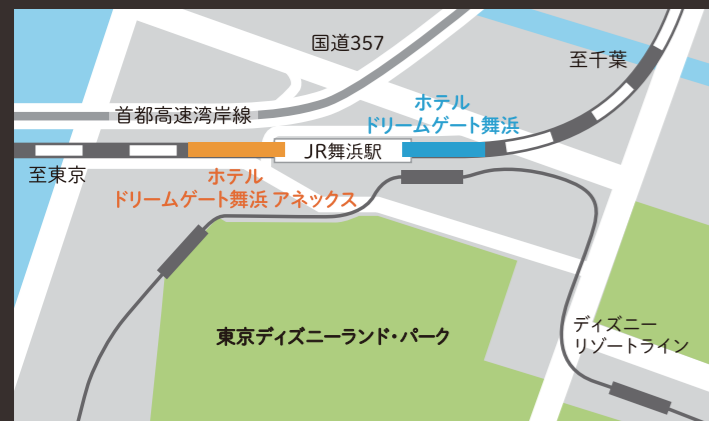 国道357
至千葉
首都高速湾岸線
ホテル
ドリームゲート舞浜
JR舞浜駅
至東京
ホテル
ドリームゲート舞浜 アネックス
東京ディズニーランド・パーク
ディズニー
リゾートライン